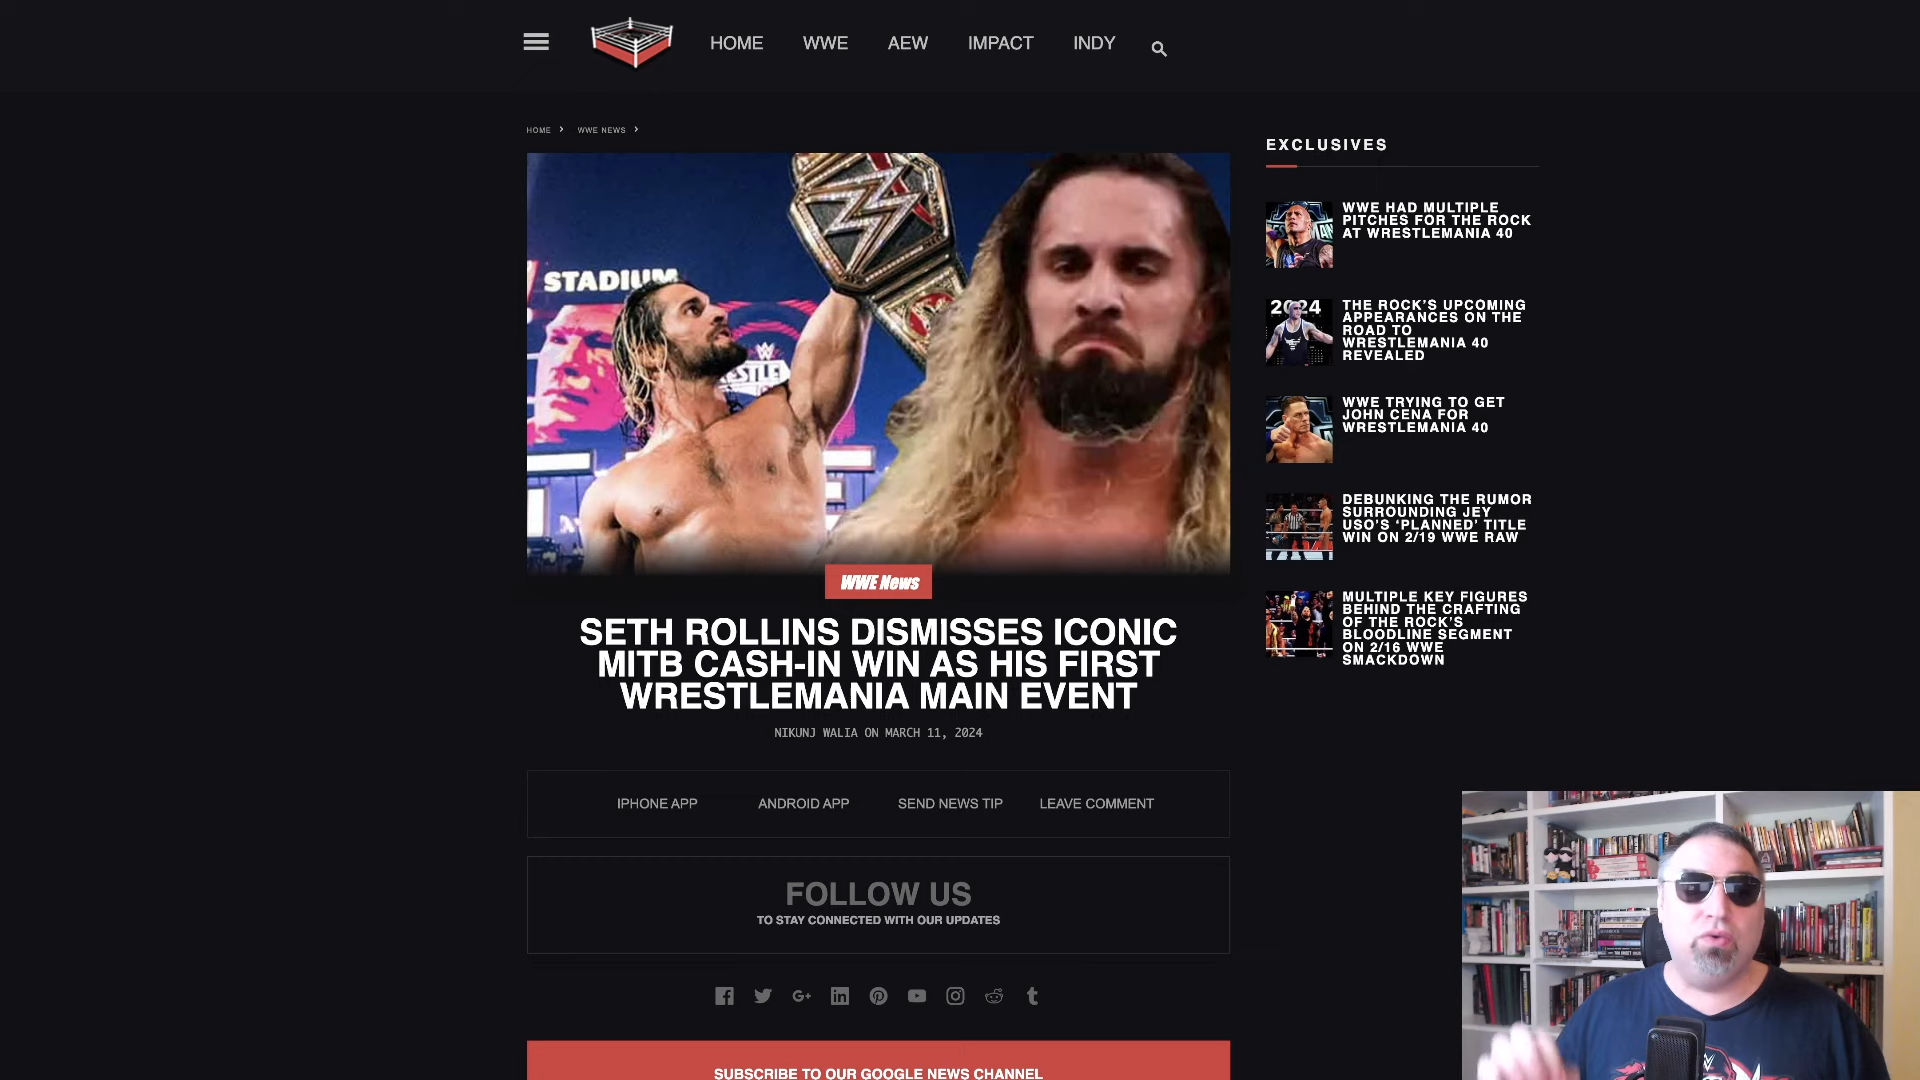 HOME
WWE
AEW
IMPACT
INDY
HOME
WWE NEWS
STADIUM
WWE News
SETH ROLLINS DISMISSES ICONIC
MITB CASH-IN WIN AS HIS FIRST
WRESTLEMANIA MAIN EVENT
NIKUNJ WALIA ON MARCH 11, 2024
IPHONE APP
ANDROID APP
SEND NEWS TIP
LEAVE COMMENT
FOLLOW US
TO STAY CONNECTED WITH OUR UPDATES
SUBSCRIBE TO OUR GOOGLE NEWS CHANNEL
EXCLUSIVES
WWE HAD MULTIPLE
PITCHES FOR THE ROCK
AT WRESTLEMANIA 40
2024
THE ROCK’S UPCOMING
APPEARANCES ON THE
ROAD TO
WRESTLEMANIA 40
REVEALED
WWE TRYING TO GET
JOHN CENA FOR
WRESTLEMANIA 40
DEBUNKING THE RUMOR
SURROUNDING JEY
USO’S ‘PLANNED’ TITLE
WIN ON 2/19 WWE RAW
MULTIPLE KEY FIGURES
BEHIND THE CRAFTING
OF THE ROCK’S
BLOODLINE SEGMENT
ON 2/16 WWE
SMACKDOWN